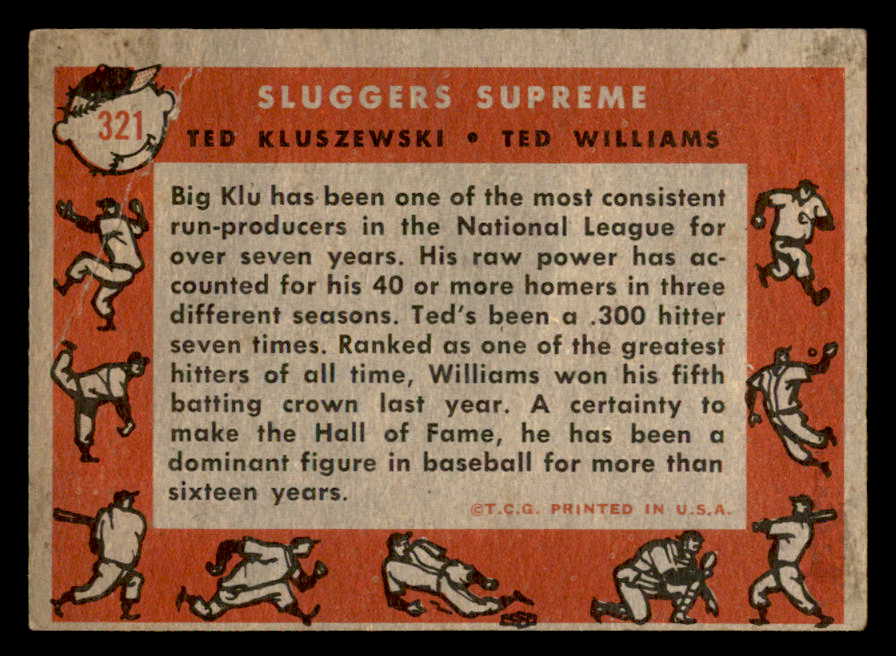 321
SLUGGERS SUPREME
TED KLUSZEWSKI • TED WILLIAMS
Big Klu has been one of the most consistent
run-producers in the National League for
over seven years. His raw power has ac-
counted for his 40 or more homers in three
different seasons. Ted's been a .300 hitter
seven times. Ranked as one of the greatest
hitters of all time, Williams won his fifth
batting crown last year. A certainty to
make the Hall of Fame, he has been a
dominant figure in baseball for more than
sixteen years.
©T.C.G. PRINTED IN U.S.A.